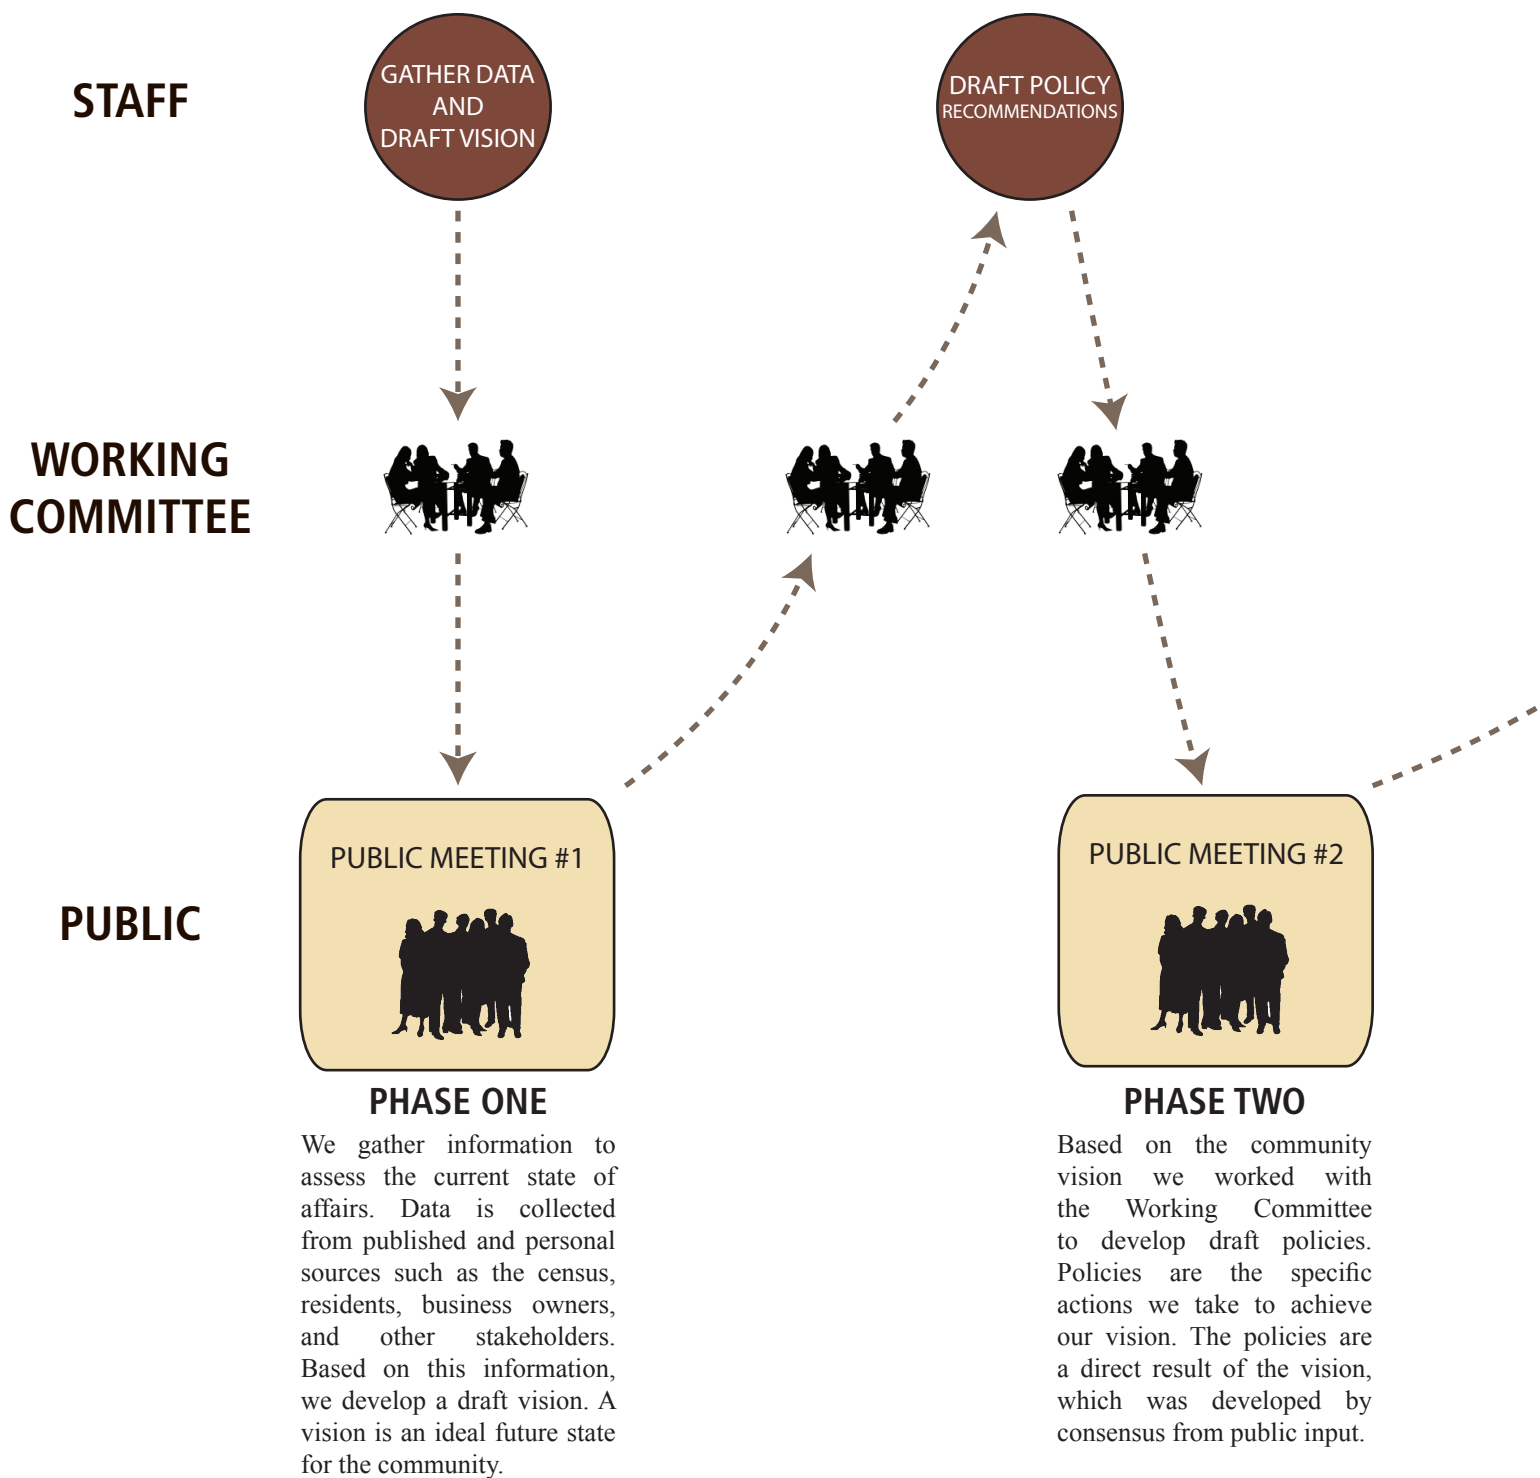 STAFF
GATHER DATA
AND
DRAFT VISION
DRAFT POLICY
RECOMMENDATIONS
WORKING
COMMITTEE
PUBLIC
PUBLIC MEETING #1
PUBLIC MEETING #2
PHASE ONE
We gather information to
assess the current state of
affairs. Data is collected
from published and personal
sources such as the census,
residents, business owners,
and other stakeholders.
Based on this information,
we develop a draft vision. A
vision is an ideal future state
for the community.
PHASE TWO
Based on the community
vision we worked with
the Working Committee
to develop draft policies.
Policies are the specific
actions we take to achieve
our vision. The policies are
a direct result of the vision,
which was developed by
consensus from public input.